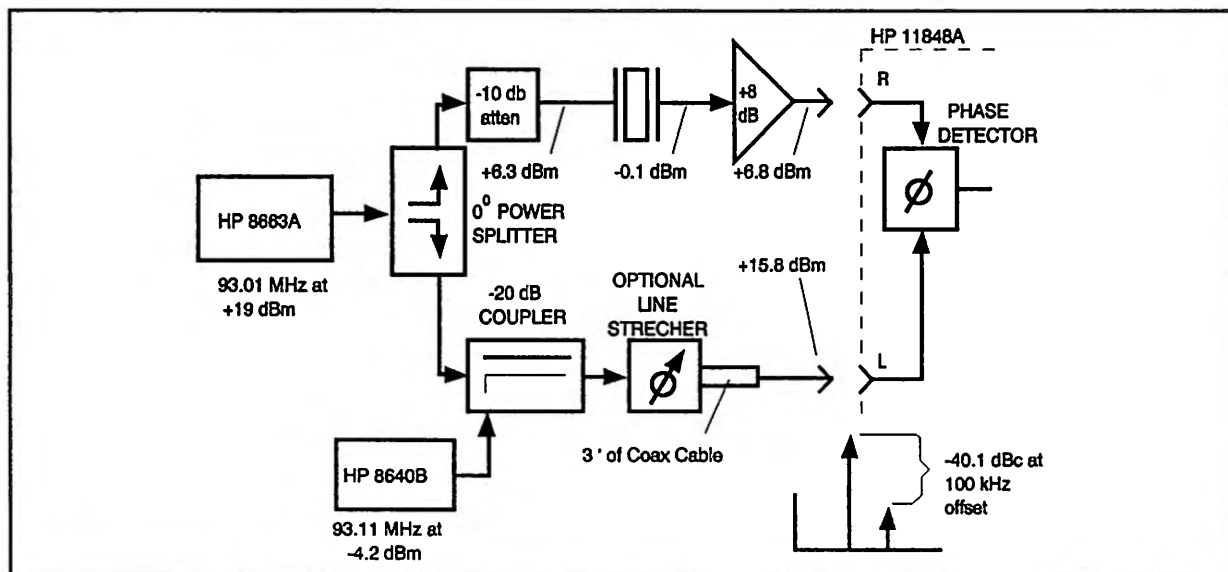 HP 11848A
R
-10 db
atten
+8
dB
PHASE
DETECTOR
+6.3 dBm
-0.1 dBm
+6.8 dBm
Φ
HP 8663A
0⁰ POWER
SPLITTER
93.01 MHz at
+19 dBm
-20 dB
COUPLER
OPTIONAL
LINE
STRECHER
+15.8 dBm
L
3 ' of Coax Cable
HP 8640B
93.11 MHz at
-4.2 dBm
-40.1 dBc at
100 kHz
offset